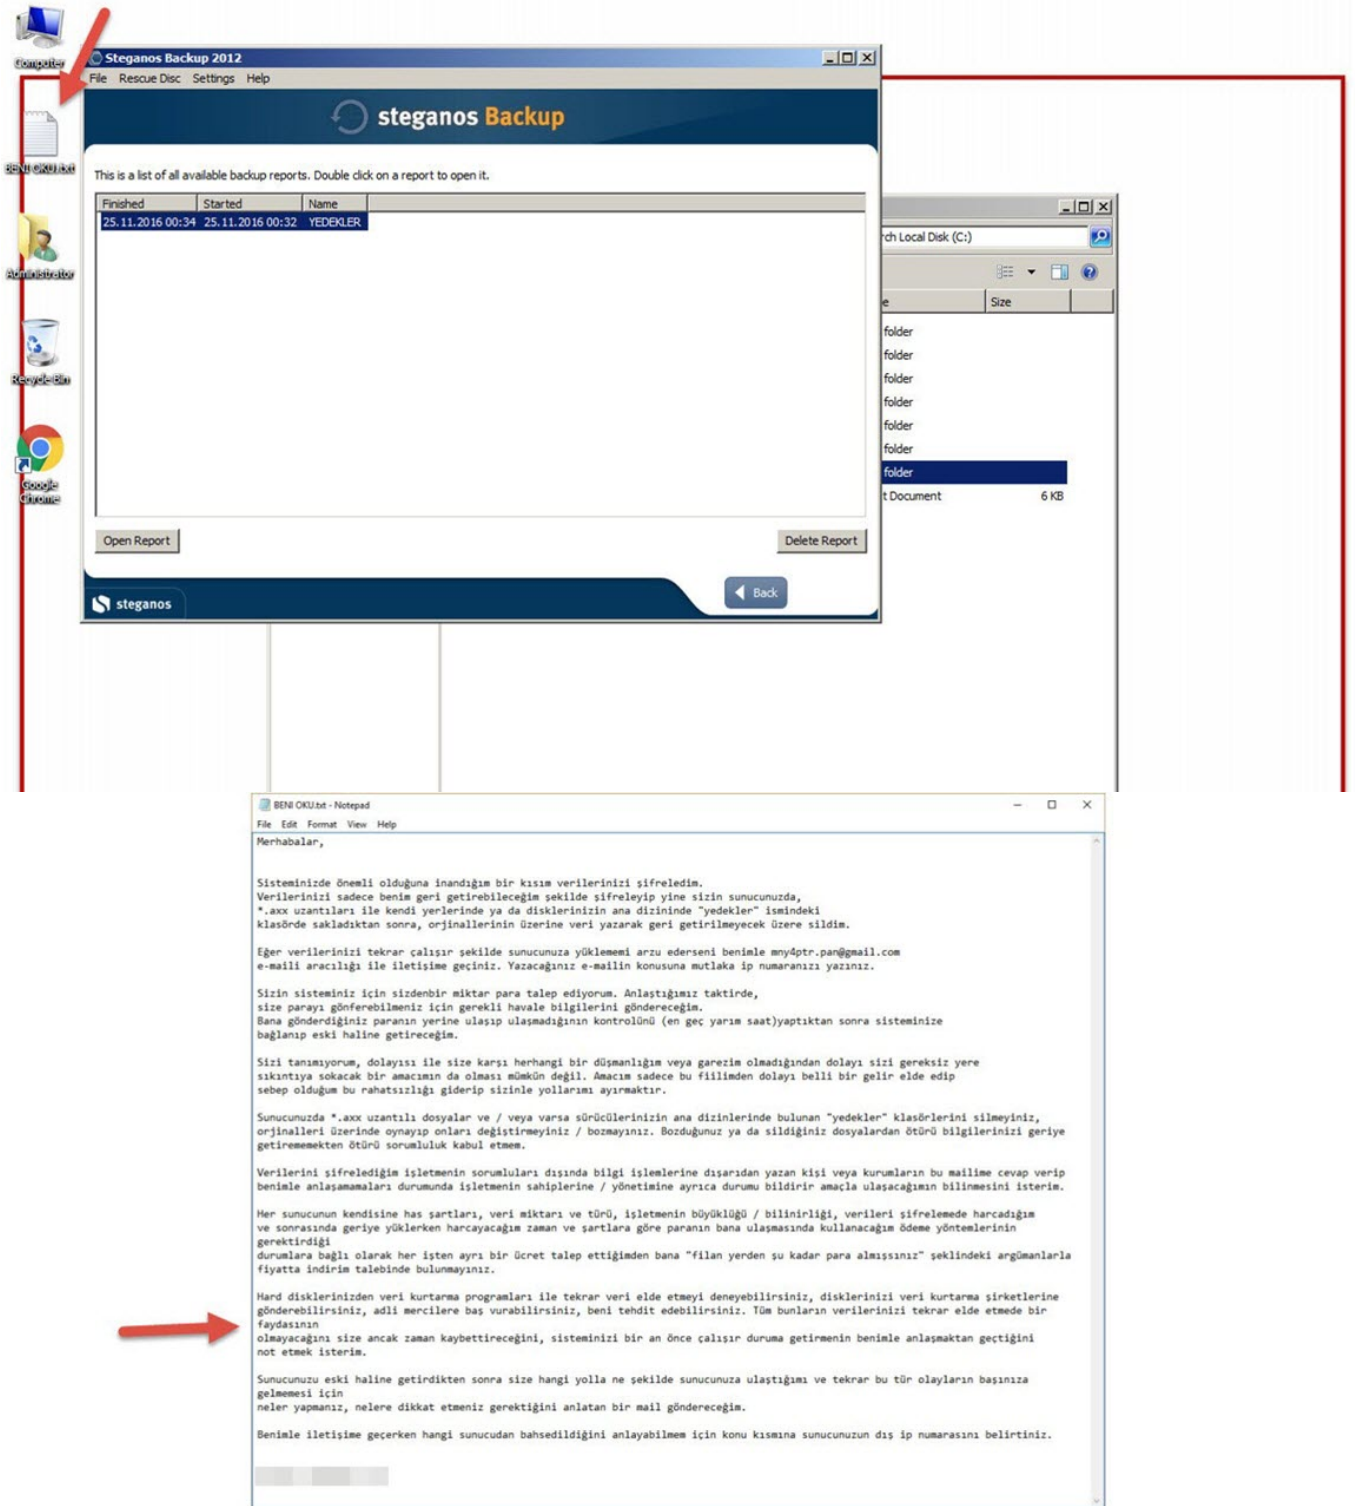 Computer
BENI OKU.txt
Administrator
Recycle Bin
Google
Chrome
Steganos Backup 2012
File Rescue Disc Settings Help
steganos Backup
This is a list of all available backup reports. Double click on a report to open it.
Finished Started Name
25.11.2016 00:34 25.11.2016 00:32 YEDEKLER
Open Report Delete Report
Back
steganos
rch Local Disk (C:)
e Size
folder
folder
folder
folder
folder
folder
folder
t Document 6 KB
BENI OKU.txt - Notepad
File Edit Format View Help
Merhabalar,
Sisteminizde önemli olduğuna inandığım bir kısım verilerinizi şifreledim.
Verilerinizi sadece benim geri getirebileceğim şekilde şifreleyip yine sizin sunucunuzda,
*.axx uzantıları ile kendi yerlerinde ya da disklerinizin ana dizininde "yedekler" ismindeki
klasörde sakladıktan sonra, orjinallerinin üzerine veri yazarak geri getirilmeyecek üzere sildim.
Eğer verilerinizi tekrar çalışır şekilde sunucunuza yüklememi arzu ederseni benimle mny4ptr.pan@gmail.com
e-maili aracılığı ile iletişime geçiniz. Yazacağınız e-mailin konusuna mutlaka ip numaranızı yazınız.
Sizin sisteminiz için sizdenbir miktar para talep ediyorum. Anlaştığımız taktirde,
size parayı gönferebilmeniz için gerekli havale bilgilerini göndereceğim.
Bana gönderdiğiniz paranın yerine ulaşıp ulaşmadığının kontrolünü (en geç yarım saat)yaptıktan sonra sisteminize
bağlanıp eski haline getireceğim.
Sizi tanımıyorum, dolayısı ile size karşı herhangi bir düşmanlığım veya garezim olmadığından dolayı sizi gereksiz yere
sıkıntıya sokacak bir amacımın da olması mümkün değil. Amacım sadece bu fiilimden dolayı belli bir gelir elde edip
sebep olduğum bu rahatsızlığı giderip sizinle yollarımı ayırmaktır.
Sunucunuzda *.axx uzantılı dosyalar ve / veya varsa sürücülerinizin ana dizinlerinde bulunan "yedekler" klasörlerini silmeyiniz,
orjinalleri üzerinde oynayıp onları değiştirmeyiniz / bozmayınız. Bozduğunuz ya da sildiğiniz dosyalardan ötürü bilgilerinizi geriye
getirememekten ötürü sorumluluk kabul etmem.
Verilerini şifrelediğim işletmenin sorumluları dışında bilgi işlemlerine dışarıdan yazan kişi veya kurumların bu mailime cevap verip
benimle anlaşamamaları durumunda işletmenin sahiplerine / yönetimine ayrıca durumu bildirir amaçla ulaşacağımın bilinmesini isterim.
Her sunucunun kendisine has şartları, veri miktarı ve türü, işletmenin büyüklüğü / bilinirliği, verileri şifrelemede harcadığım
ve sonrasında geriye yüklerken harcayacağım zaman ve şartlara göre paranın bana ulaşmasında kullanacağım ödeme yöntemlerinin
gerektirdiği
durumlara bağlı olarak her işten ayrı bir ücret talep ettiğimden bana "filan yerden şu kadar para almışsınız" şeklindeki argümanlarla
fiyatta indirim talebinde bulunmayınız.
Hard disklerinizden veri kurtarma programları ile tekrar veri elde etmeyi deneyebilirsiniz, disklerinizi veri kurtarma şirketlerine
gönderebilirsiniz, adli mercilere baş vurabilirsiniz, beni tehdit edebilirsiniz. Tüm bunların verilerinizi tekrar elde etmede bir
faydasının
olmayacağını size ancak zaman kaybettireceğini, sisteminizi bir an önce çalışır duruma getirmenin benimle anlaşmaktan geçtiğini
not etmek isterim.
Sunucunuzu eski haline getirdikten sonra size hangi yolla ne şekilde sunucunuza ulaştığımı ve tekrar bu tür olayların başınıza
gelmemesi için
neler yapmanız, nelere dikkat etmeniz gerektiğini anlatan bir mail göndereceğim.
Benimle iletişime geçerken hangi sunucudan bahsedildiğini anlayabilmem için konu kısmına sunucunuzun dış ip numarasını belirtiniz.